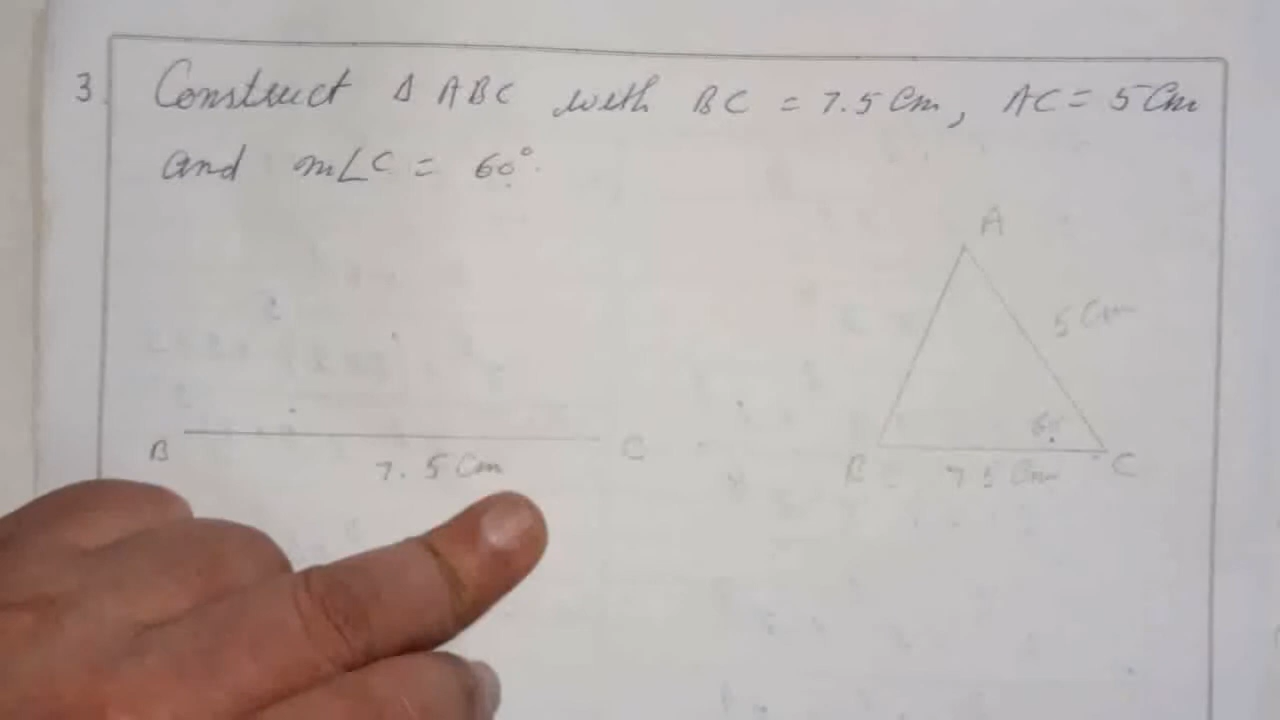 3. Construct Δ ABC with BC = 7.5 Cm, AC = 5 Cm
and m∠C = 60°.
A
5 Cm
60°
B C
7.5 Cm
B C
7.5 Cm